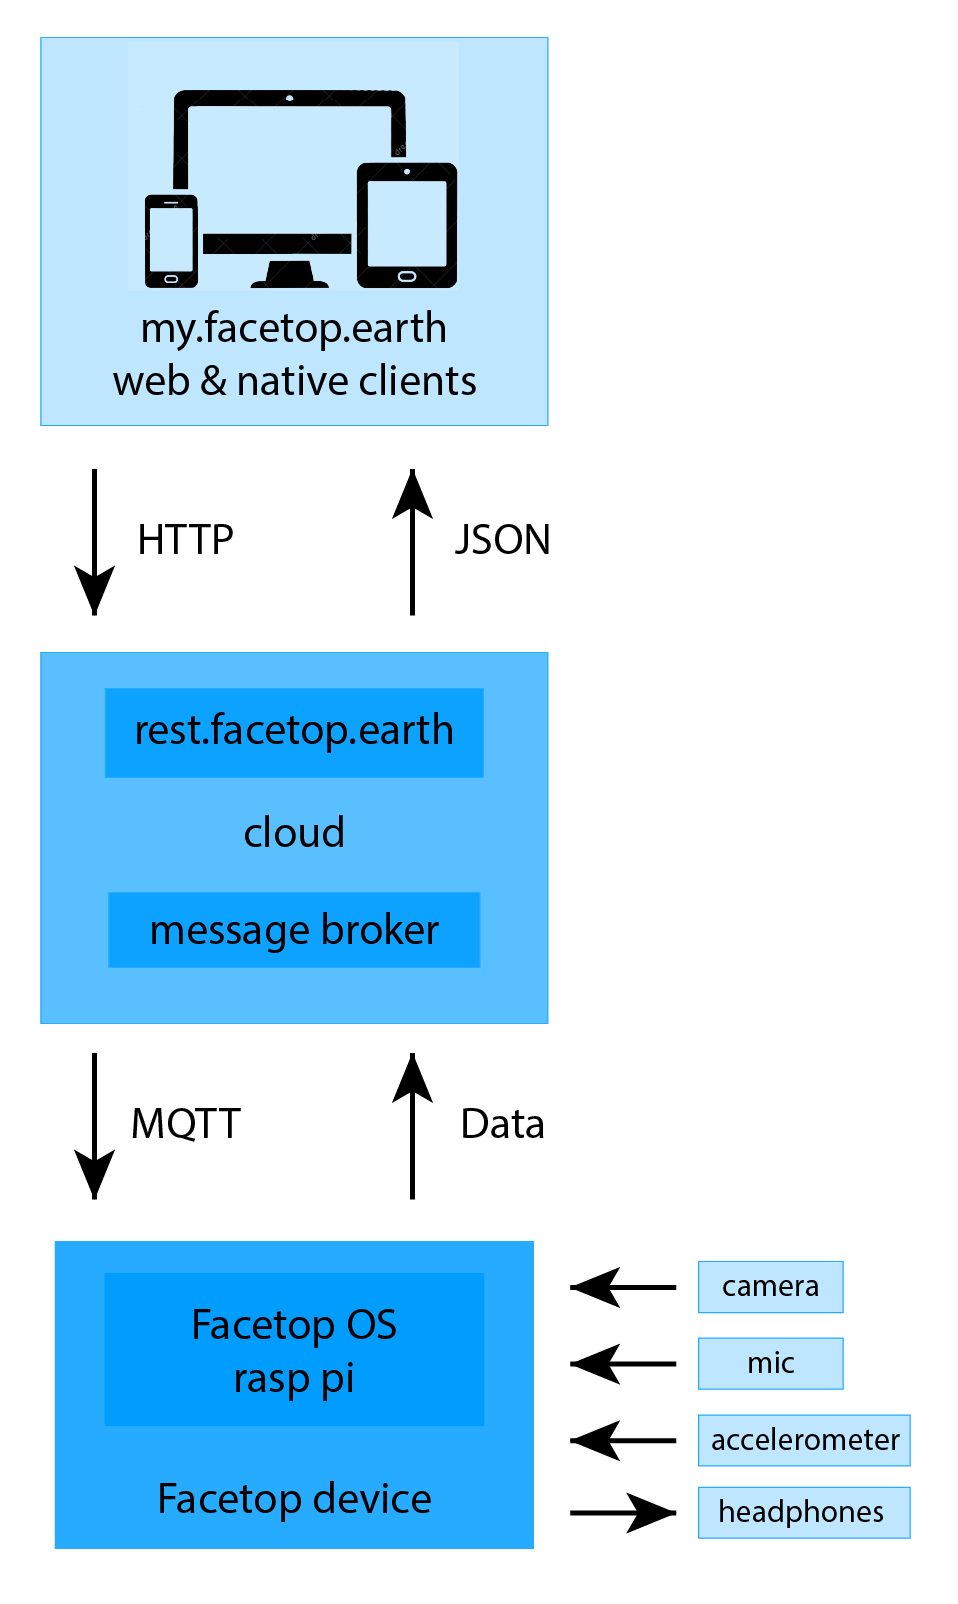 my.facetop.earth
web & native clients
HTTP
JSON
rest.facetop.earth
cloud
message broker
MQTT
Data
Facetop OS
rasp pi
Facetop device
camera
mic
accelerometer
headphones